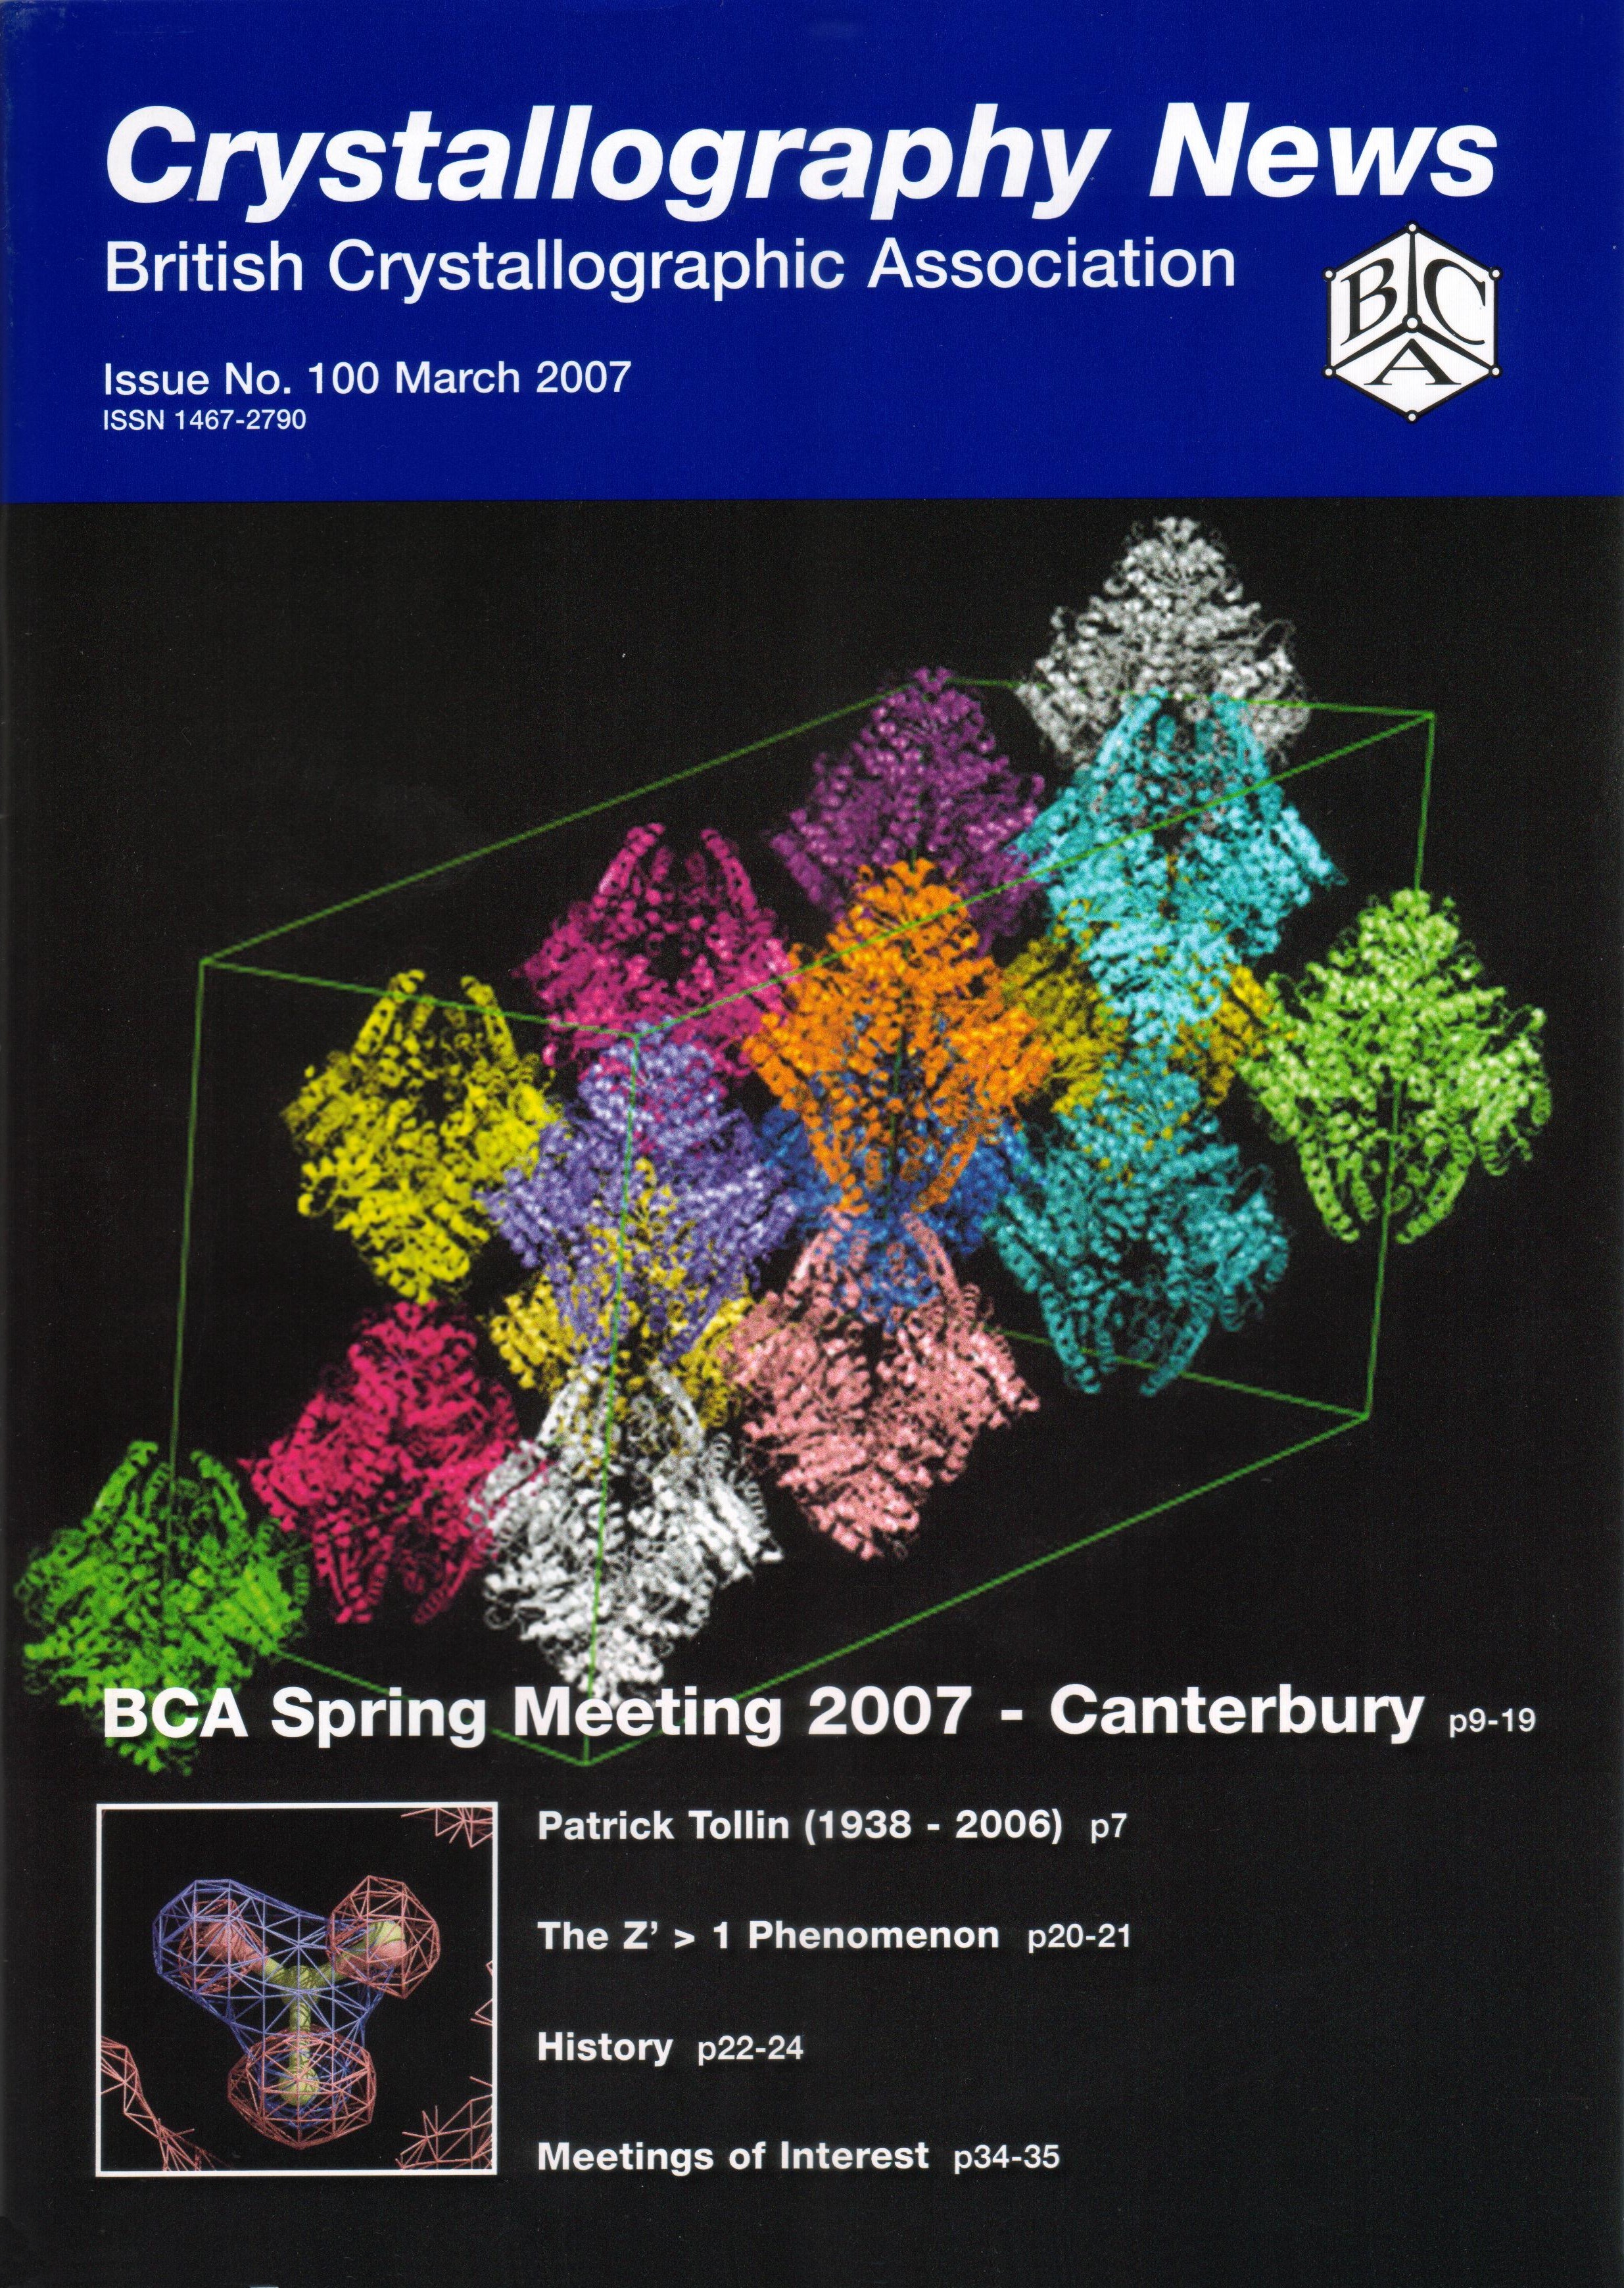 Crystallography News
British Crystallographic Association
Issue No. 100 March 2007
ISSN 1467-2790
BCA
BCA Spring Meeting 2007 - Canterbury p9-19
Patrick Tollin (1938 - 2006) p7
The Z’ > 1 Phenomenon p20-21
History p22-24
Meetings of Interest p34-35